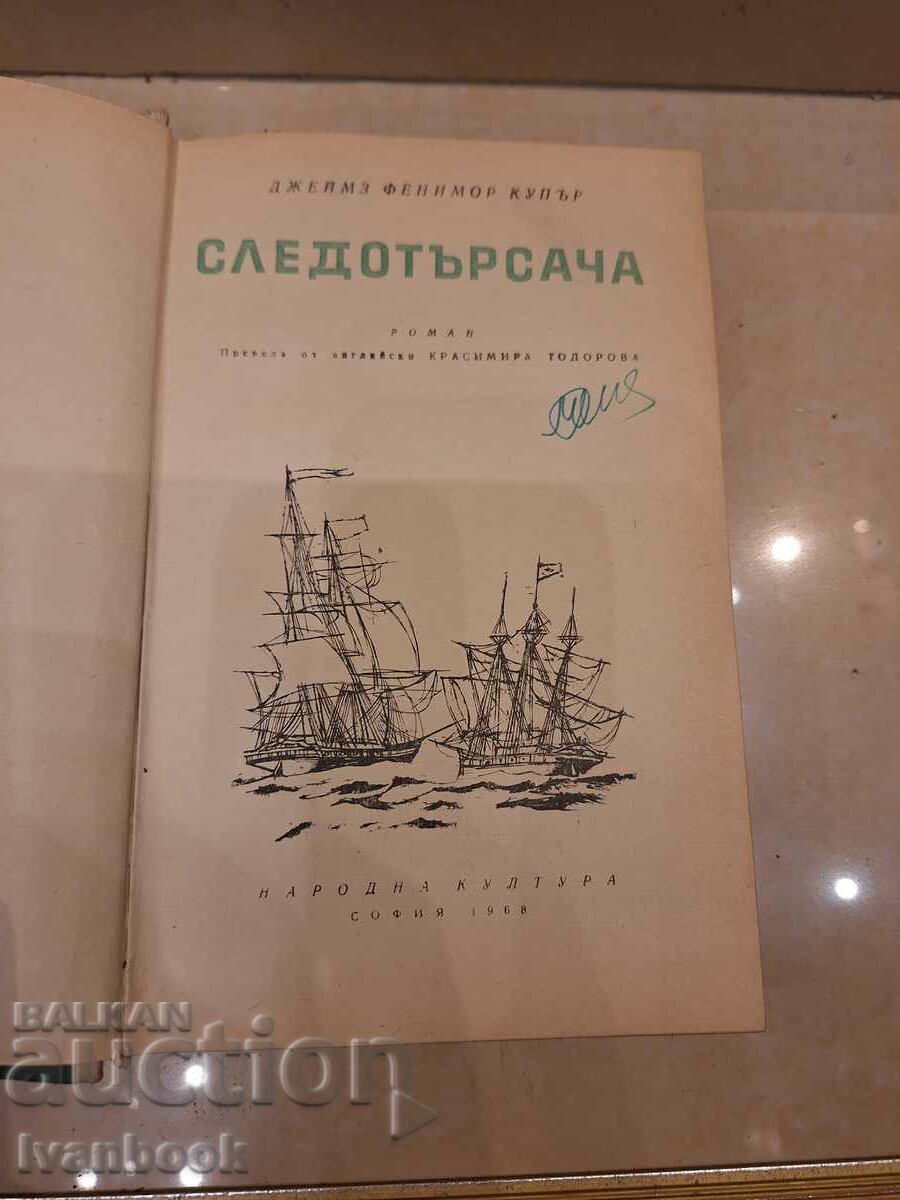 ДЖЕЙМЗ ФЕНИМОР КУПЪР
СЛЕДОТЪРСАЧА
РОМАН
Превела от английски КРАСИМИРА ТОДОРОВА
НАРОДНА КУЛТУРА
СОФИЯ 1968
BALKAN
auction
Ivanbook